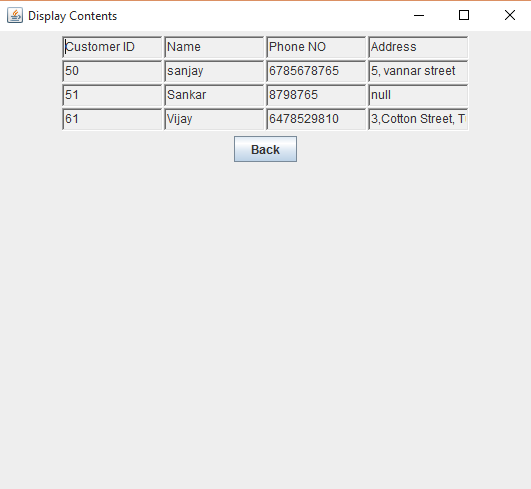 Display Contents
Customer ID Name Phone NO Address
50 sanjay 6785678765 5, vannar street
51 Sankar 8798765 null
61 Vijay 6478529810 3,Cotton Street, T
Back